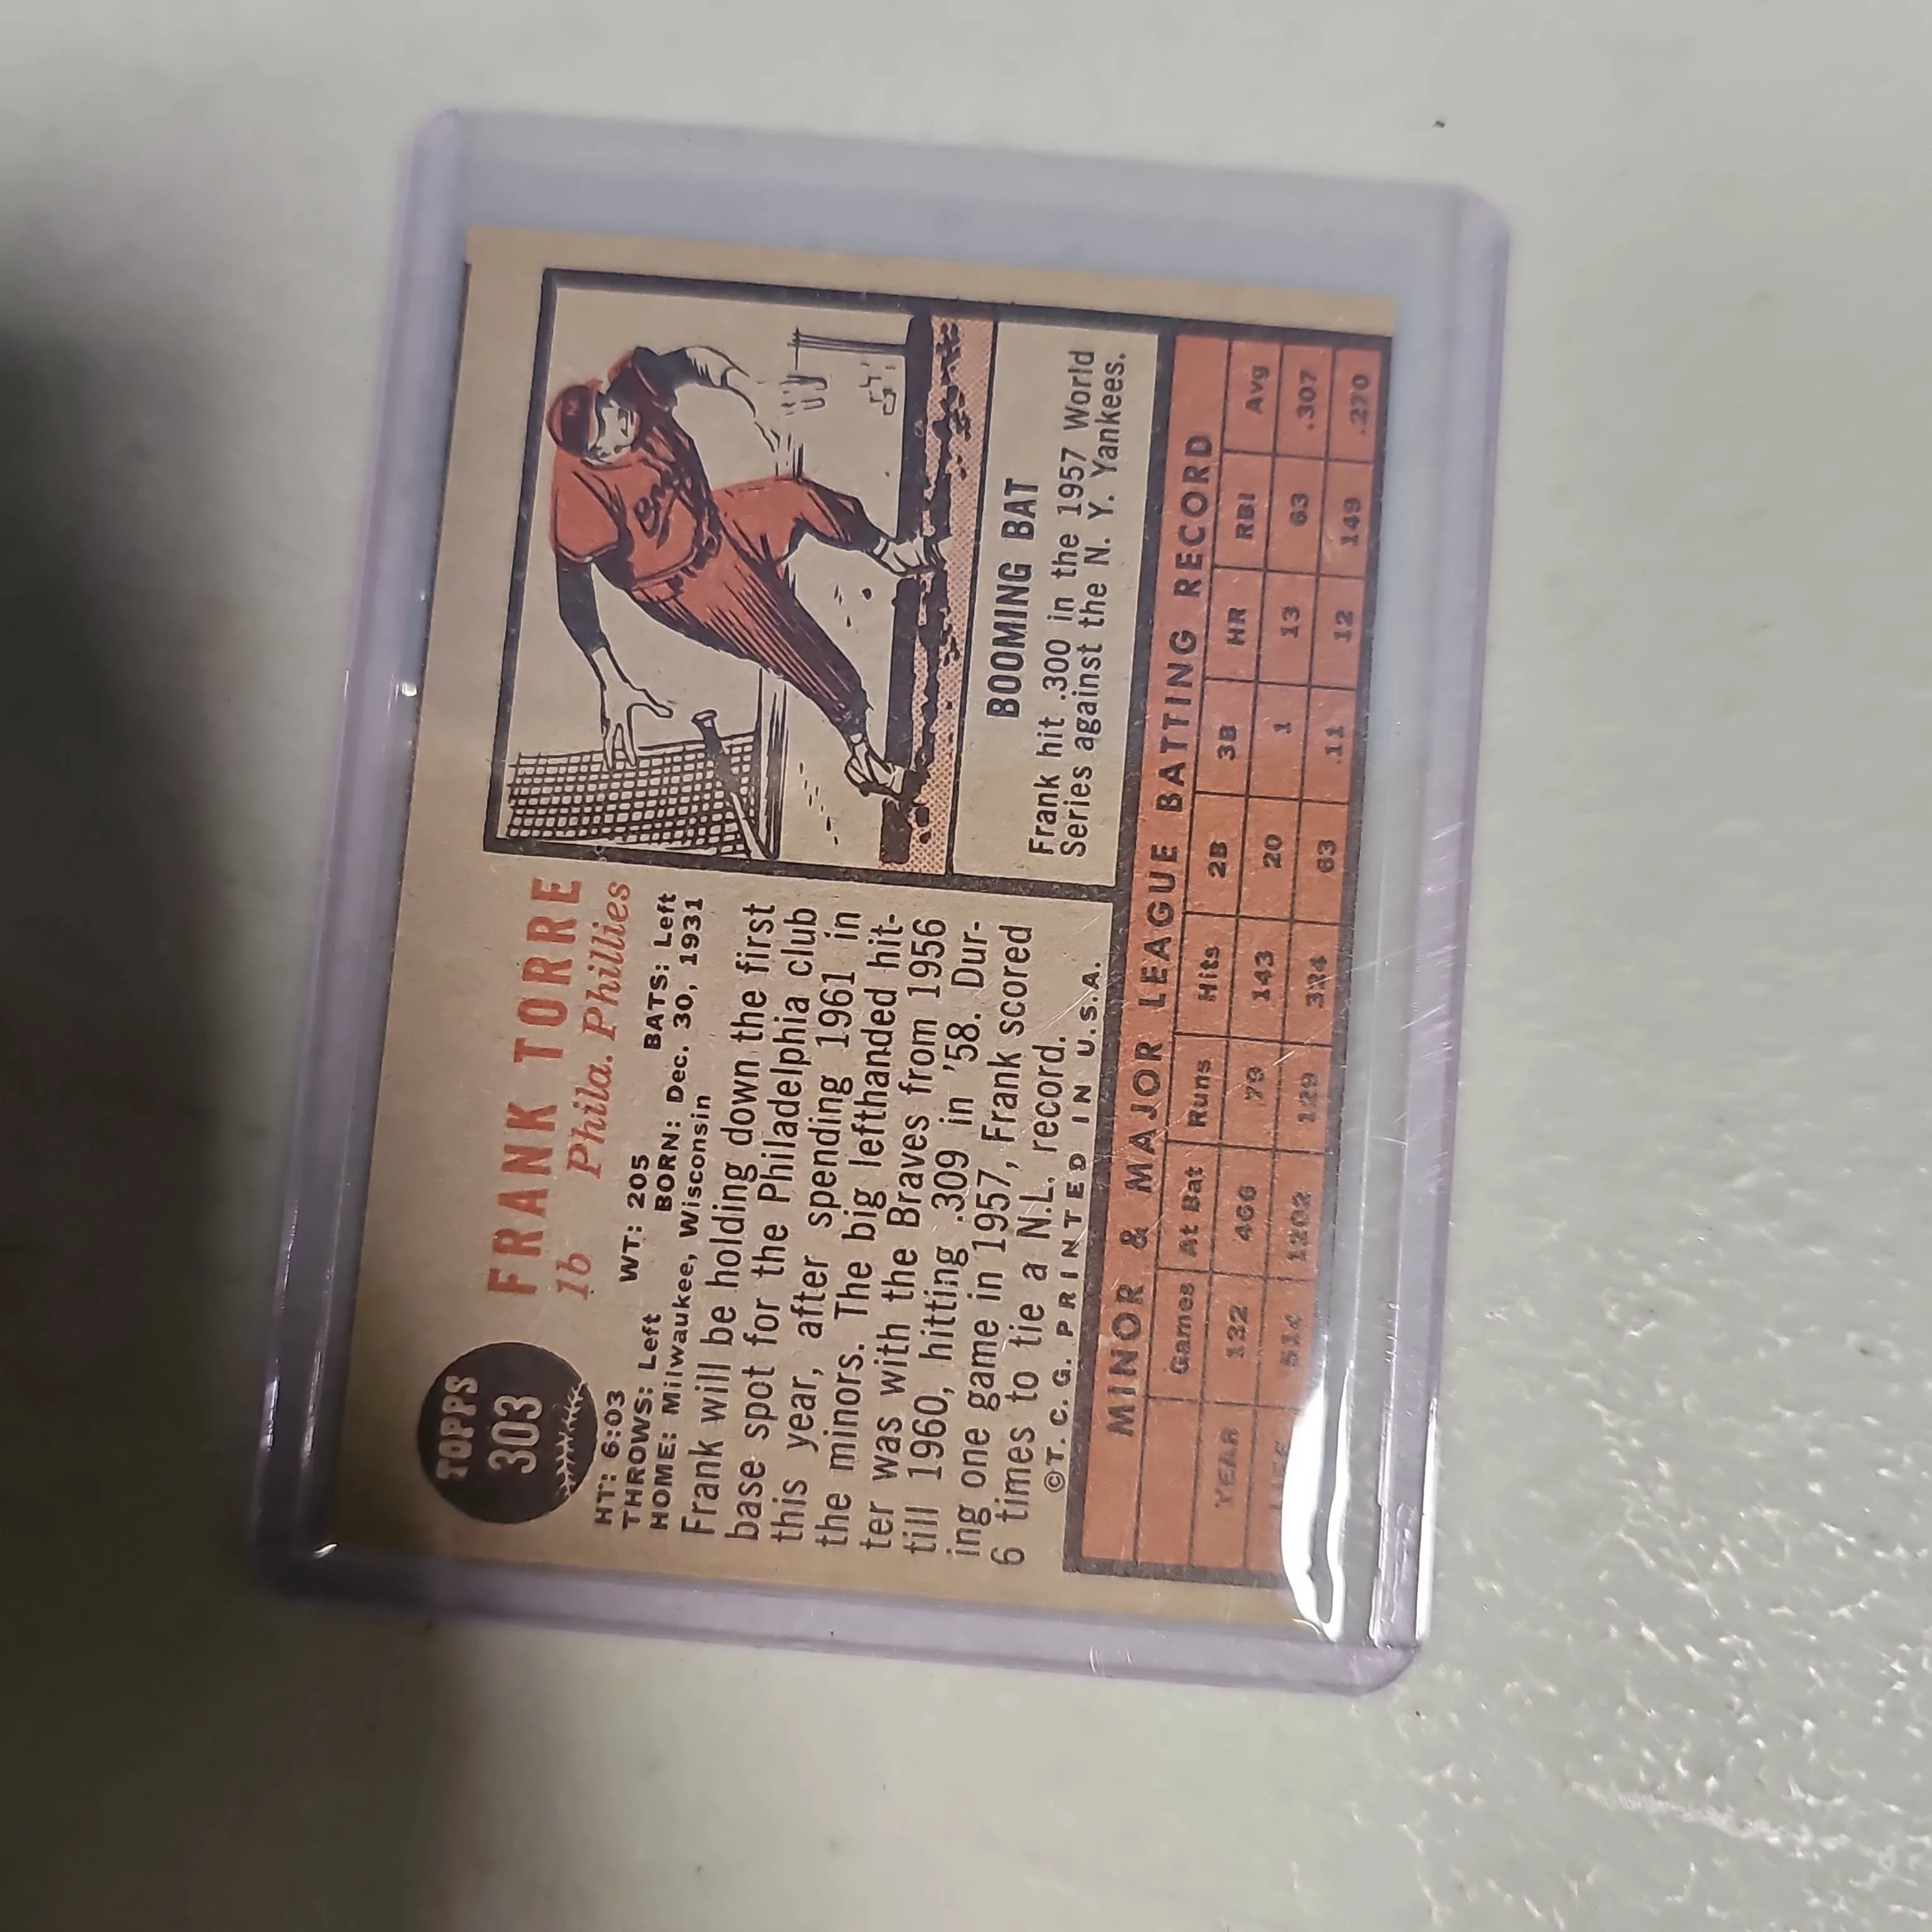 TOPPS
303
FRANK TORRE
1b Phila. Phillies
HT: 6:03 WT: 205 BATS: Left
THROWS: Left BORN: Dec. 30, 1931
HOME: Milwaukee, Wisconsin
Frank will be holding down the first
base spot for the Philadelphia club
this year, after spending 1961 in
the minors. The big lefthanded hit-
ter was with the Braves from 1956
till 1960, hitting .309 in '58. Dur-
ing one game in 1957, Frank scored
6 times to tie a N.L. record.
©T. C. G. PRINTED IN U.S.A.
BOOMING BAT
Frank hit .300 in the 1957 World
Series against the N. Y. Yankees.
MINOR & MAJOR LEAGUE BATTING RECORD
Games At Bat Runs Hits 2B 3B HR RBI Avg
YEAR 132 466 79 143 20 1 13 63 .307
514 1202 129 324 63 11 12 149 .270